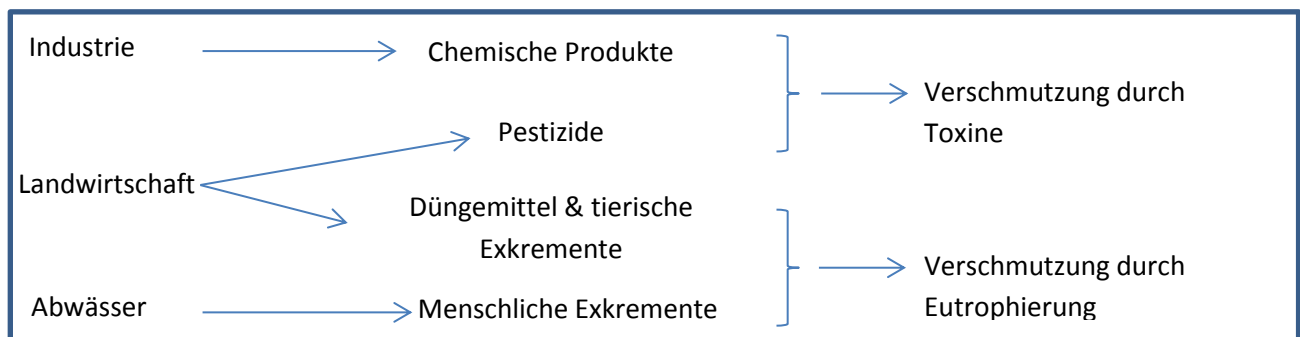 Industrie
Chemische Produkte
Verschmutzung durch
Toxine
Pestizide
Landwirtschaft
Düngemittel & tierische
Exkremente
Verschmutzung durch
Eutrophierung
Abwässer
Menschliche Exkremente